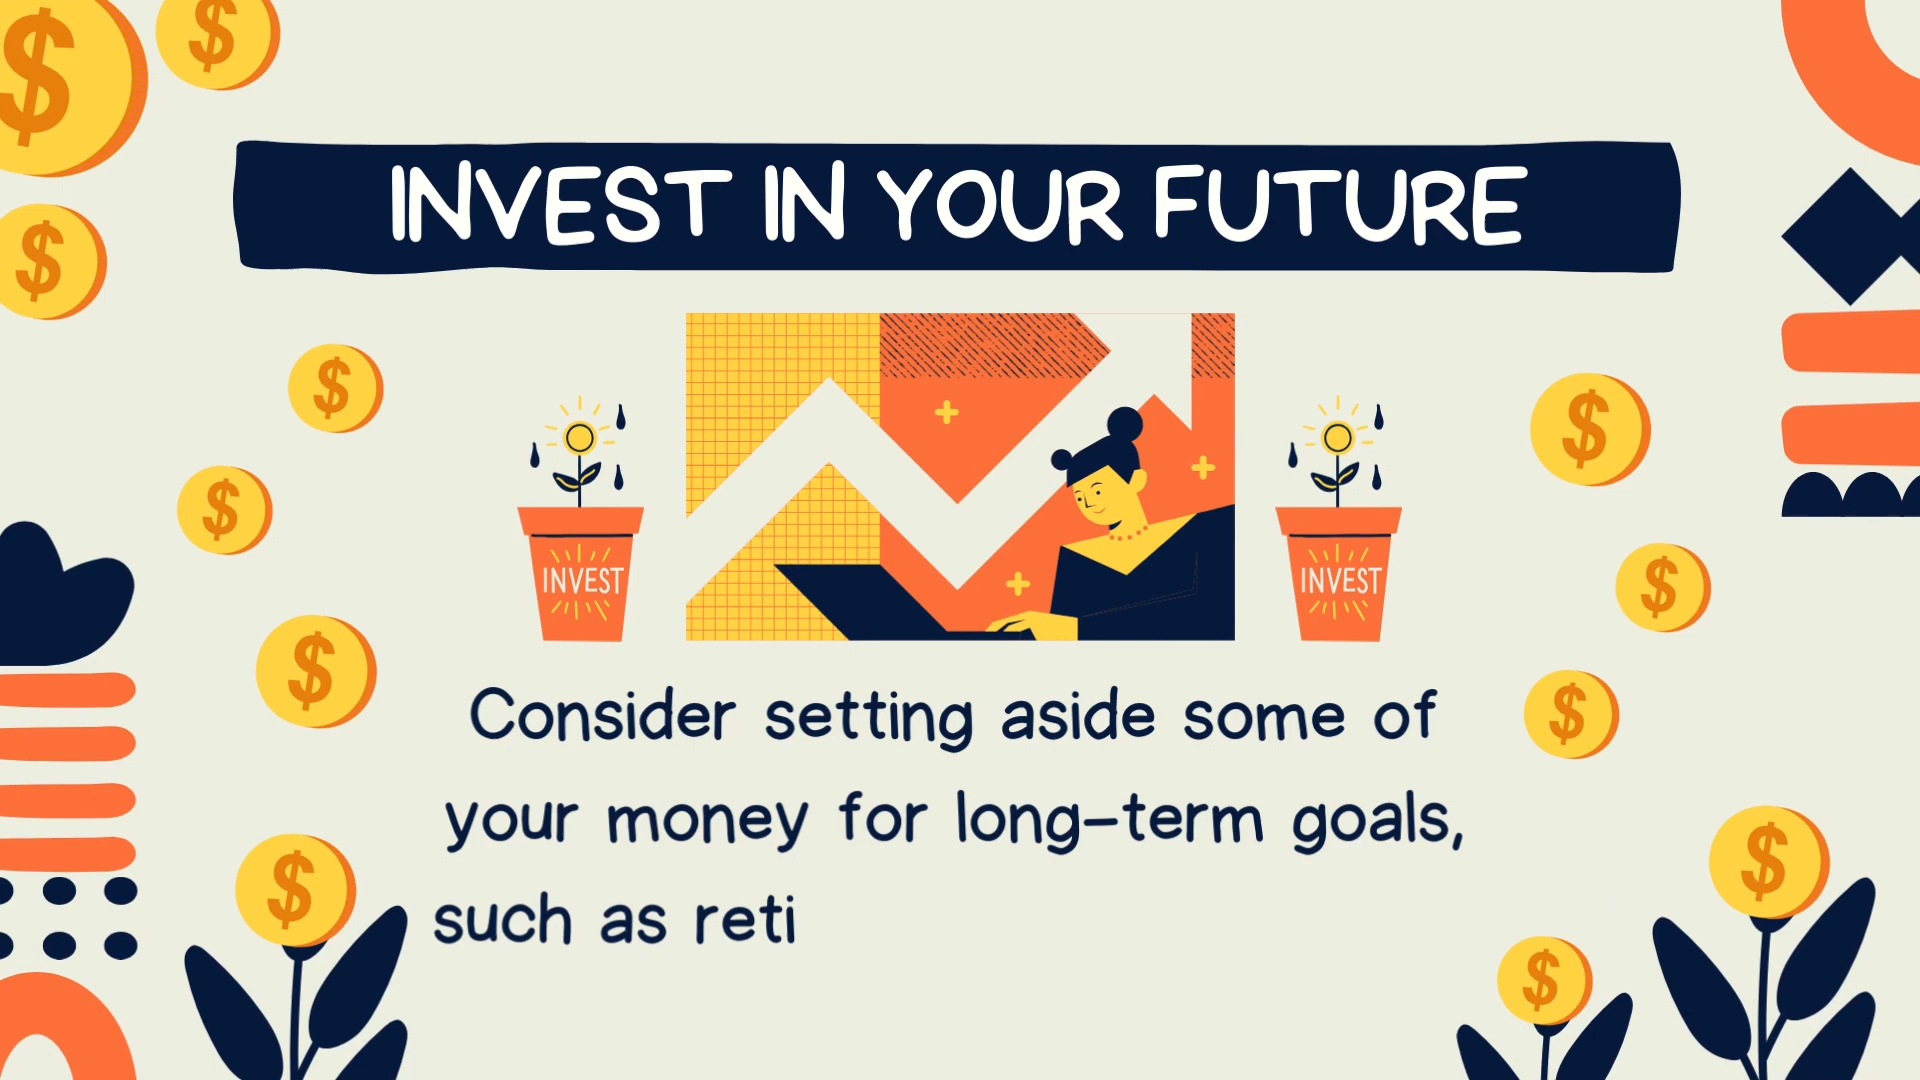 $ $
INVEST IN YOUR FUTURE
$
$ $
INVEST INVEST
$
$
$
Consider setting aside some of
$
your money for long-term goals,
$
$
such as reti
$